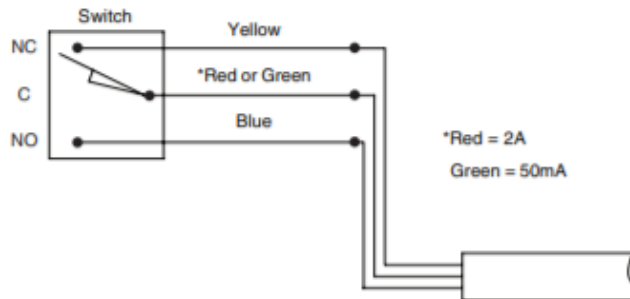 Switch
NC
Yellow
C
*Red or Green
NO
Blue
*Red = 2A
Green = 50mA